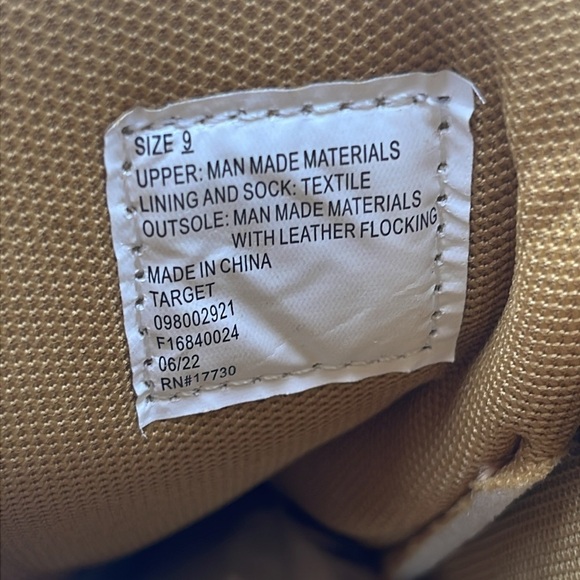 SIZE 9
UPPER: MAN MADE MATERIALS
LINING AND SOCK: TEXTILE
OUTSOLE: MAN MADE MATERIALS
WITH LEATHER FLOCKING
MADE IN CHINA
TARGET
098002921
F16840024
06/22
RN#17730